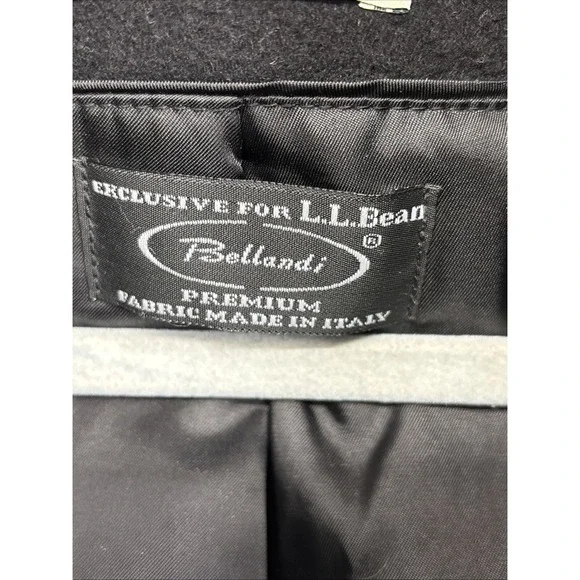 EXCLUSIVE FOR L.L.Bean
Bellandi ®
PREMIUM
FABRIC MADE IN ITALY